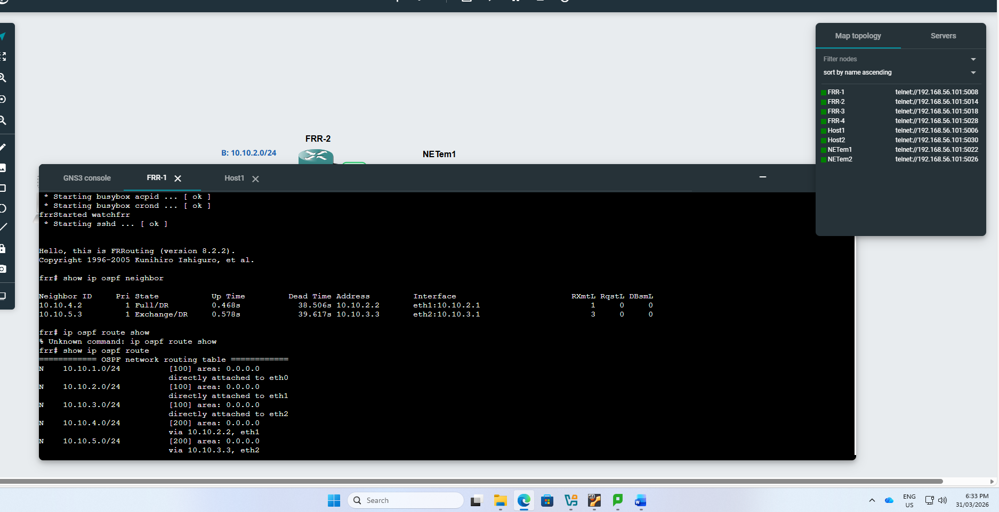 Map topology Servers
Filter nodes
sort by name ascending
FRR-1 telnet://192.168.56.101:5008
FRR-2 telnet://192.168.56.101:5014
FRR-3 telnet://192.168.56.101:5018
FRR-4 telnet://192.168.56.101:5028
Host1 telnet://192.168.56.101:5006
Host2 telnet://192.168.56.101:5030
NETem1 telnet://192.168.56.101:5022
NETem2 telnet://192.168.56.101:5026
FRR-2
B: 10.10.2.0/24
NETem1
GNS3 console FRR-1 Host1
* Starting busybox acpid ... [ ok ]
* Starting busybox crond ... [ ok ]
frrStarted watchfrr
* Starting sshd ... [ ok ]
Hello, this is FRRouting (version 8.2.2).
Copyright 1996-2005 Kunihiro Ishiguro, et al.
frr# show ip ospf neighbor
Neighbor ID Pri State Up Time Dead Time Address Interface RXmtL RqstL DBsmL
10.10.4.2 1 Full/DR 0.468s 38.506s 10.10.2.2 eth1:10.10.2.1 1 0 0
10.10.5.3 1 Exchange/DR 0.578s 39.617s 10.10.3.3 eth2:10.10.3.1 3 0 0
frr# ip ospf route show
% Unknown command: ip ospf route show
frr# show ip ospf route
============ OSPF network routing table ============
N 10.10.1.0/24 [100] area: 0.0.0.0
directly attached to eth0
N 10.10.2.0/24 [100] area: 0.0.0.0
directly attached to eth1
N 10.10.3.0/24 [100] area: 0.0.0.0
directly attached to eth2
N 10.10.4.0/24 [200] area: 0.0.0.0
via 10.10.2.2, eth1
N 10.10.5.0/24 [200] area: 0.0.0.0
via 10.10.3.3, eth2
Search
ENG
US
6:33 PM
31/03/2026